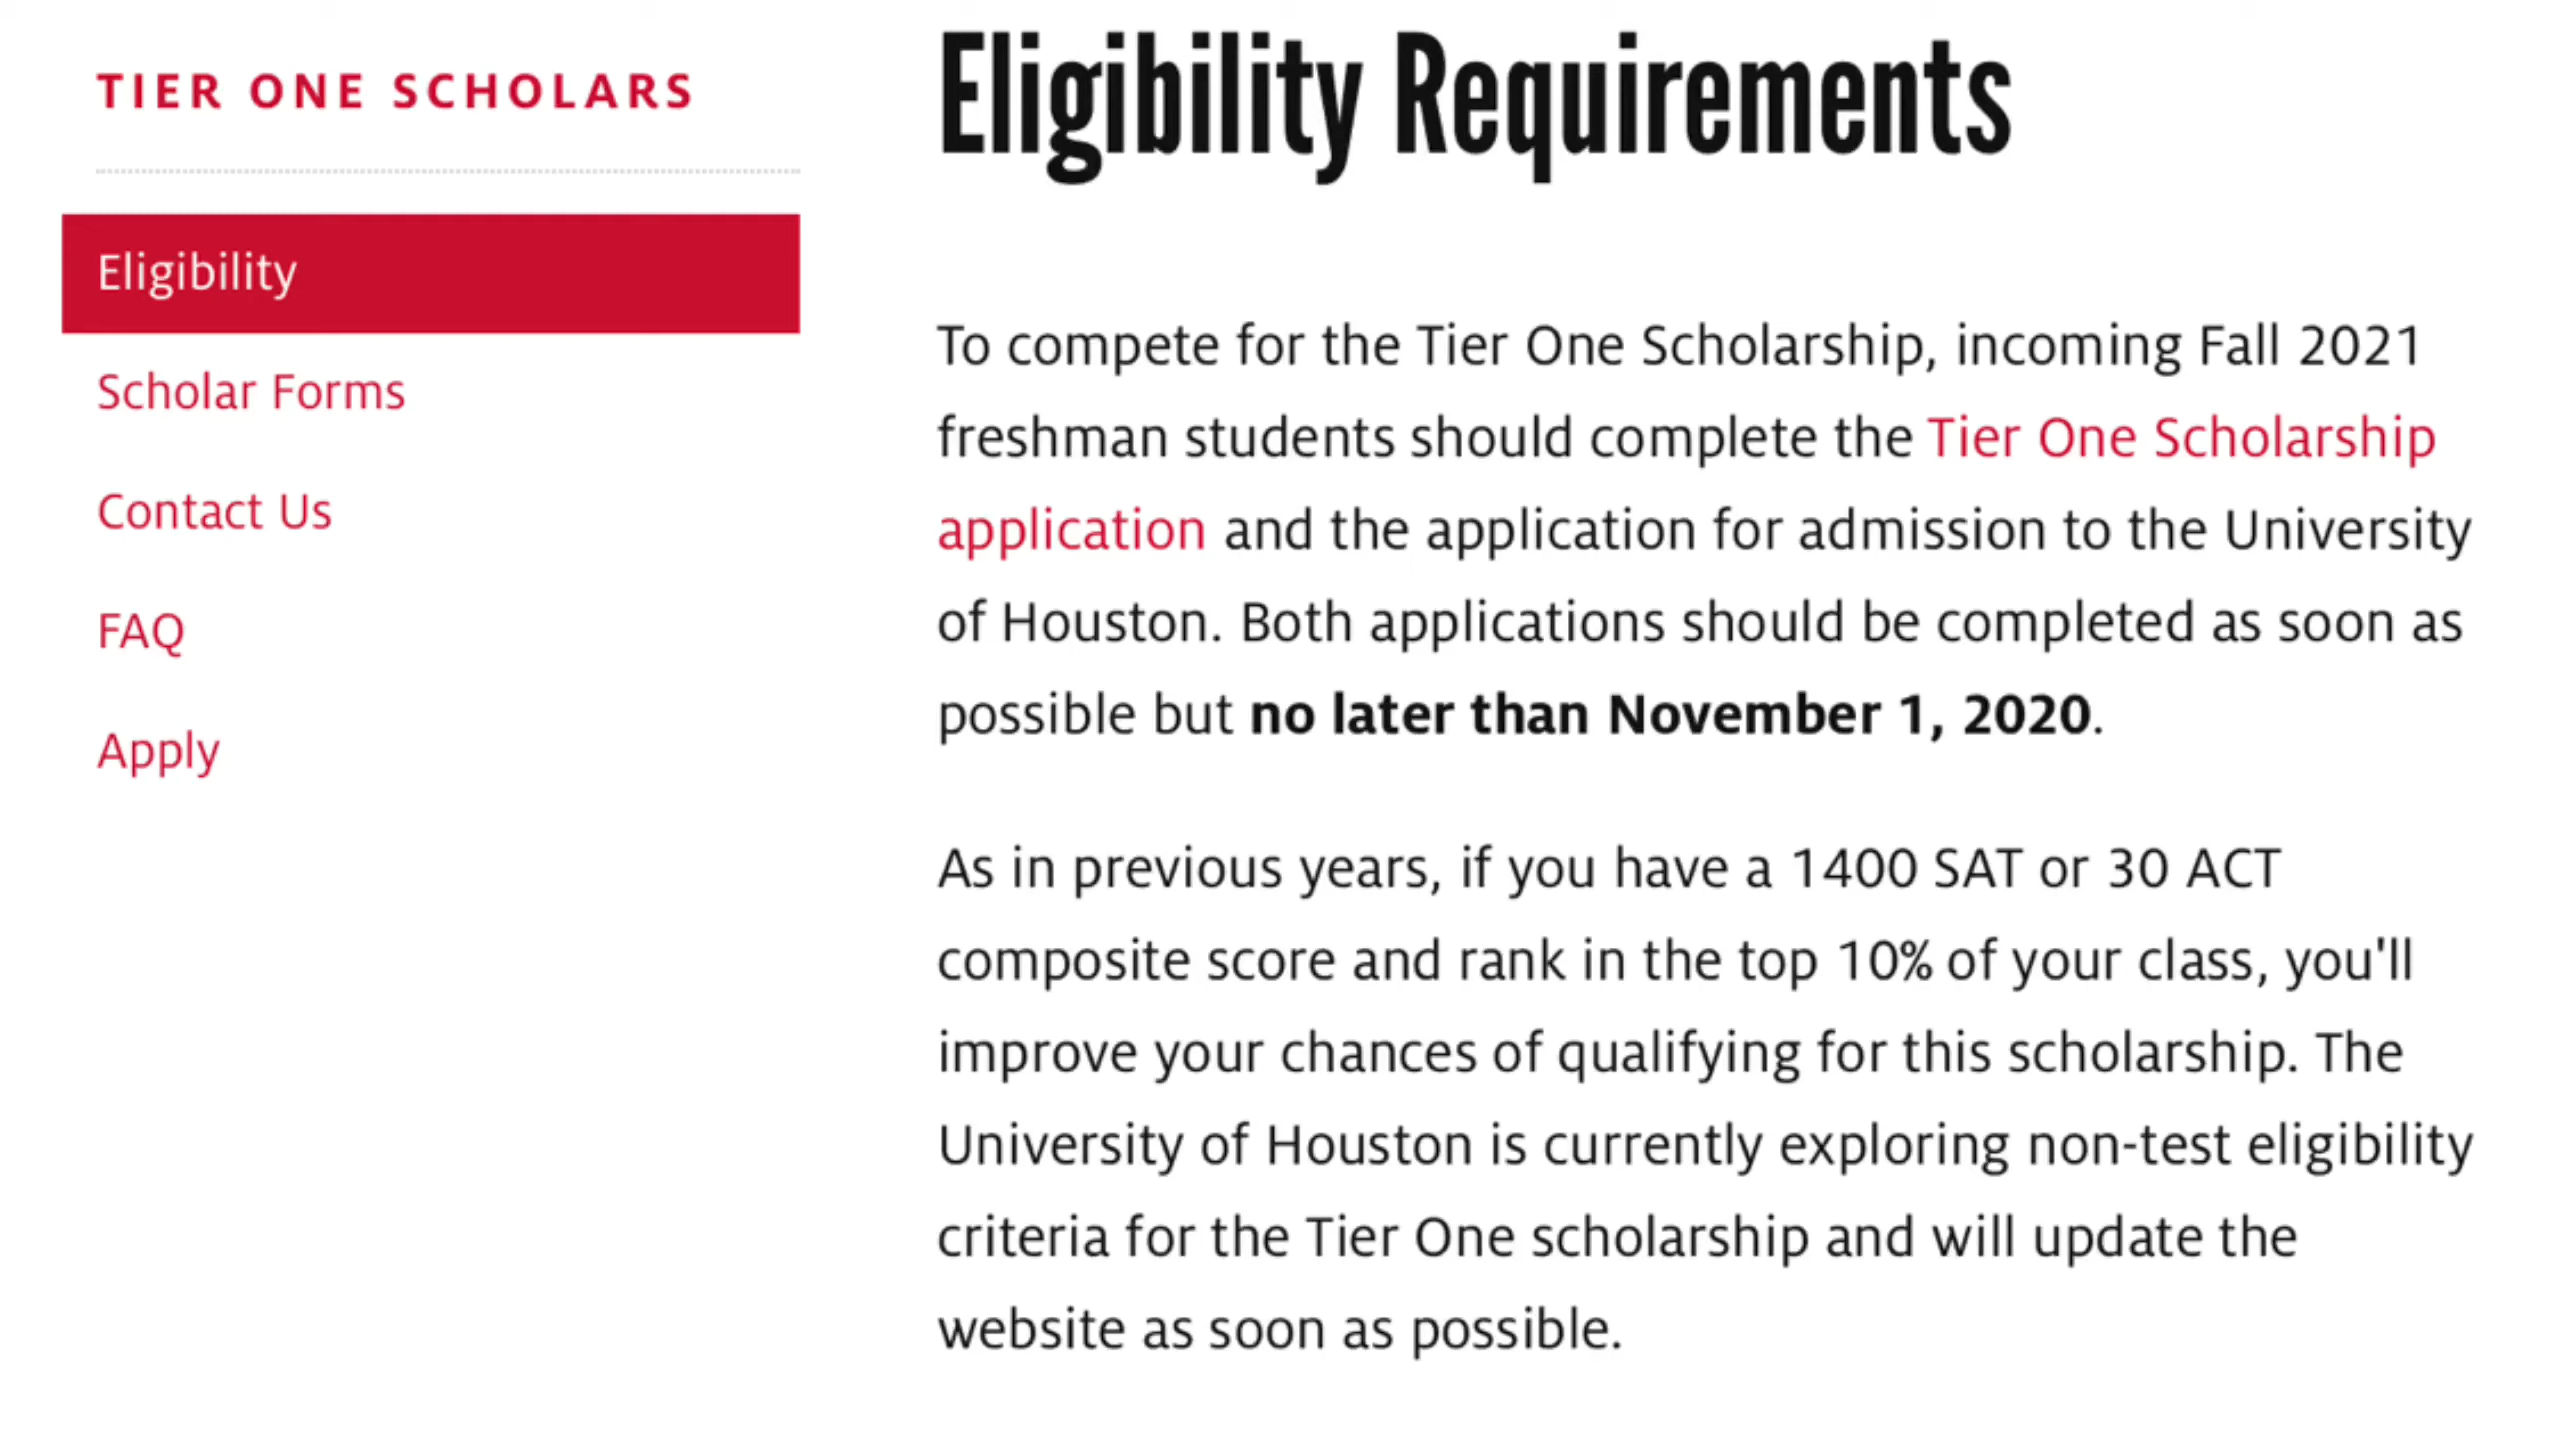 TIER ONE SCHOLARS
Eligibility
Scholar Forms
Contact Us
FAQ
Apply
Eligibility Requirements
To compete for the Tier One Scholarship, incoming Fall 2021
freshman students should complete the Tier One Scholarship
application and the application for admission to the University
of Houston. Both applications should be completed as soon as
possible but no later than November 1, 2020.
As in previous years, if you have a 1400 SAT or 30 ACT
composite score and rank in the top 10% of your class, you'll
improve your chances of qualifying for this scholarship. The
University of Houston is currently exploring non-test eligibility
criteria for the Tier One scholarship and will update the
website as soon as possible.